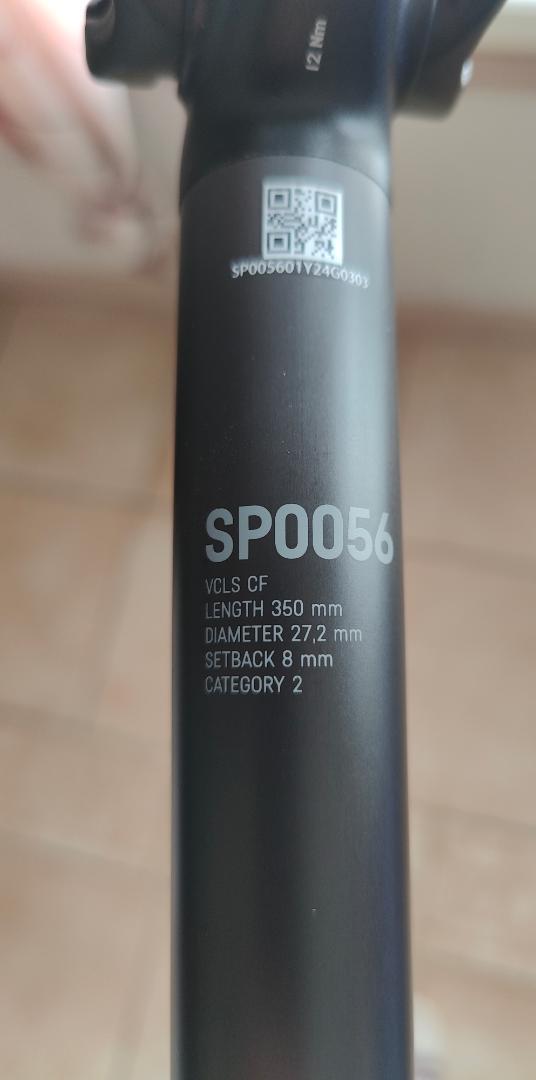 12 Nm
SP005601Y24G0303
SP0056
VCLS CF
LENGTH 350 mm
DIAMETER 27,2 mm
SETBACK 8 mm
CATEGORY 2